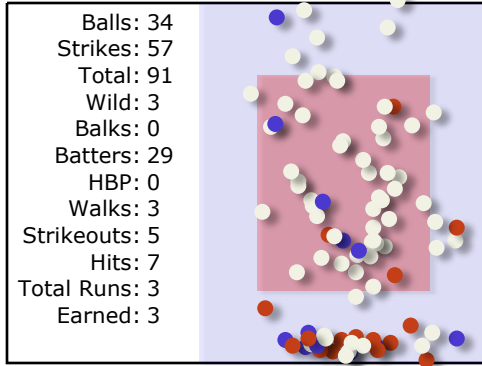 Balls: 34
Strikes: 57
Total: 91
Wild: 3
Balks: 0
Batters: 29
HBP: 0
Walks: 3
Strikeouts: 5
Hits: 7
Total Runs: 3
Earned: 3